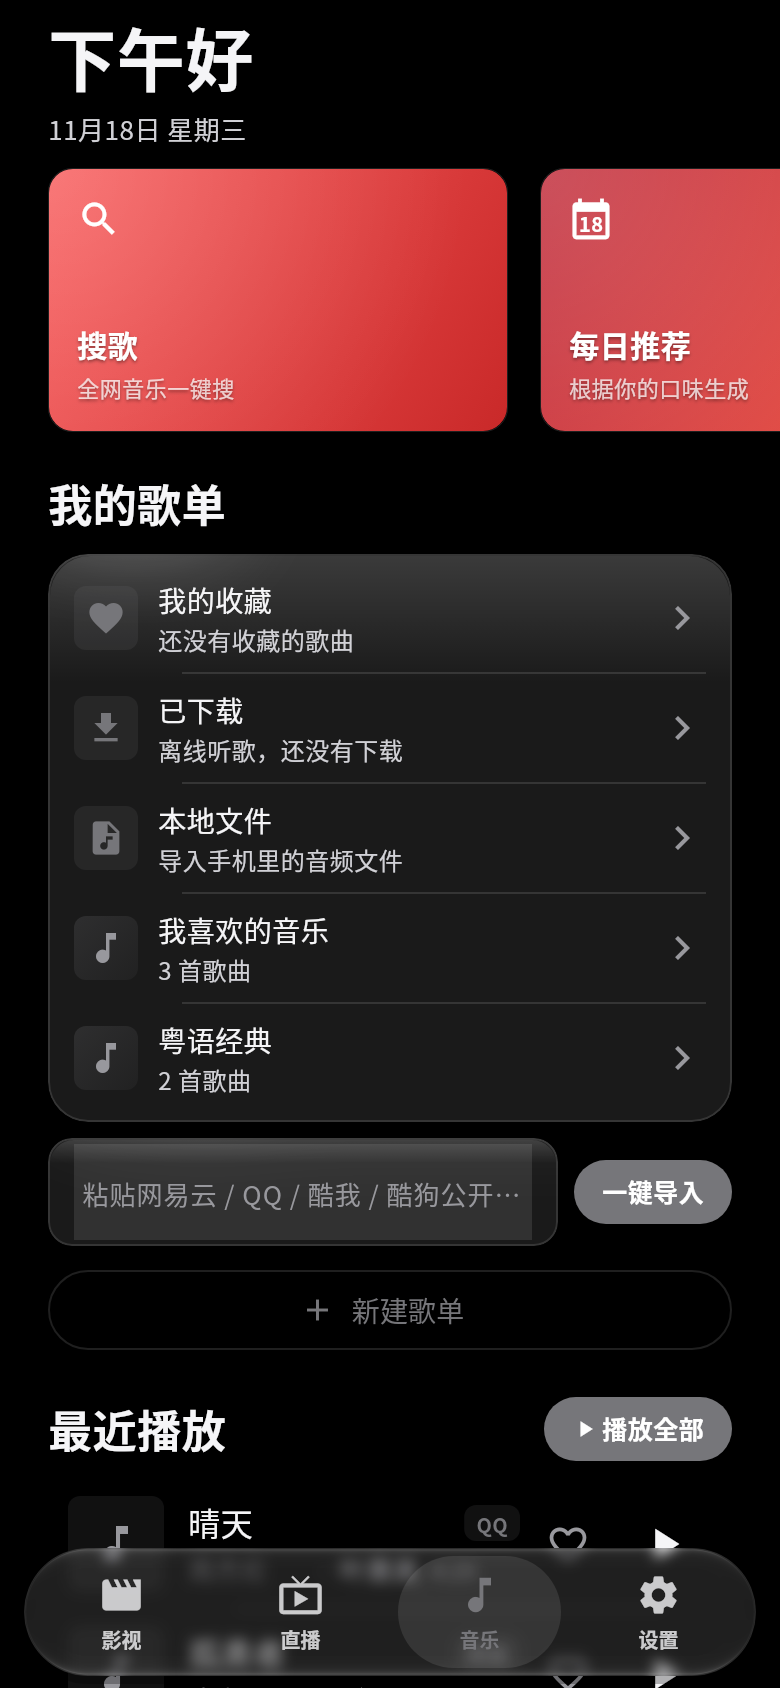 下午好
11月18日 星期三
18
搜歌
全网音乐一键搜
每日推荐
根据你的口味生成
我的歌单
我的收藏
还没有收藏的歌曲
已下载
离线听歌，还没有下载
本地文件
导入手机里的音频文件
我喜欢的音乐
3 首歌曲
粤语经典
2 首歌曲
粘贴网易云 / QQ / 酷我 / 酷狗公开…
一键导入
新建歌单
最近播放
播放全部
晴天
QQ
影视
直播
音乐
设置